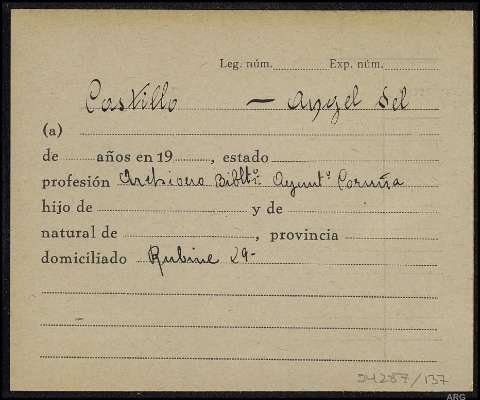 Leg. núm. Exp. núm.
Castillo — Angel del
(a)
de años en 19 , estado
profesión Archivero Bibltº. Ayuntº Coruña
hijo de y de
natural de , provincia
domiciliado Rubine 29-
54287/137
ARG